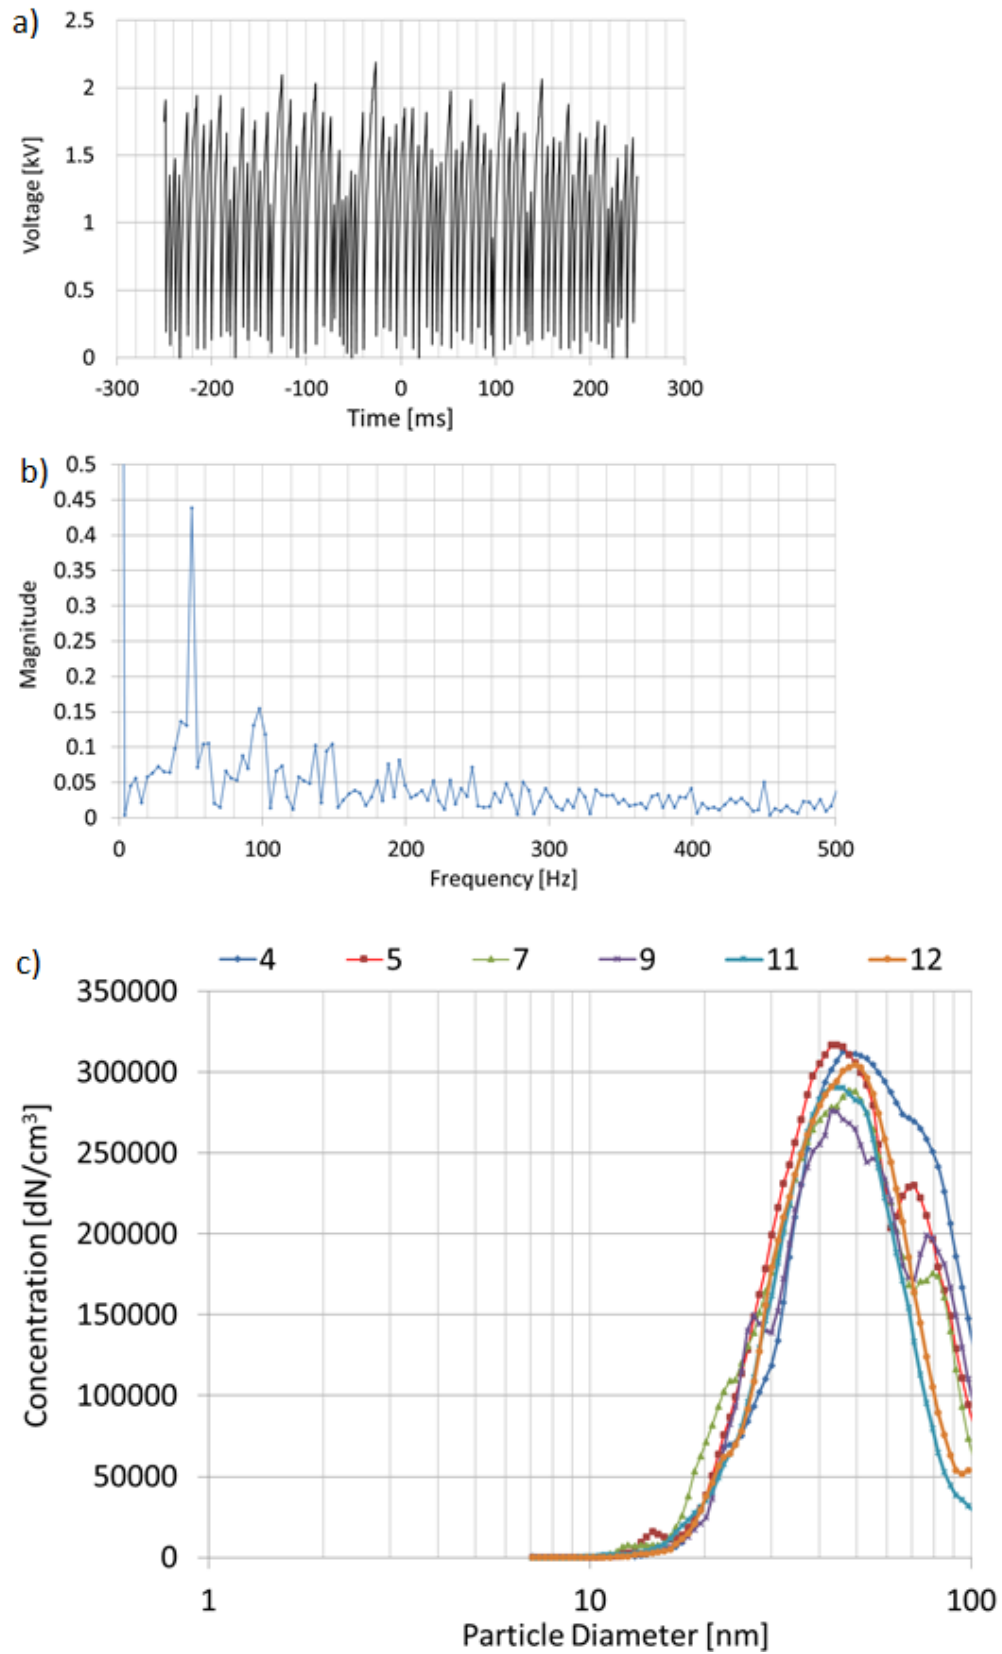 a)
2.5
2
1.5
1
0.5
0
Voltage [kV]
-300 -200 -100 0 100 200 300
Time [ms]
b)
0.5
0.45
0.4
0.35
0.3
0.25
0.2
0.15
0.1
0.05
0
Magnitude
0 100 200 300 400 500
Frequency [Hz]
c)
4 5 7 9 11 12
350000
300000
250000
200000
150000
100000
50000
0
Concentration [dN/cm³]
1 10 100
Particle Diameter [nm]